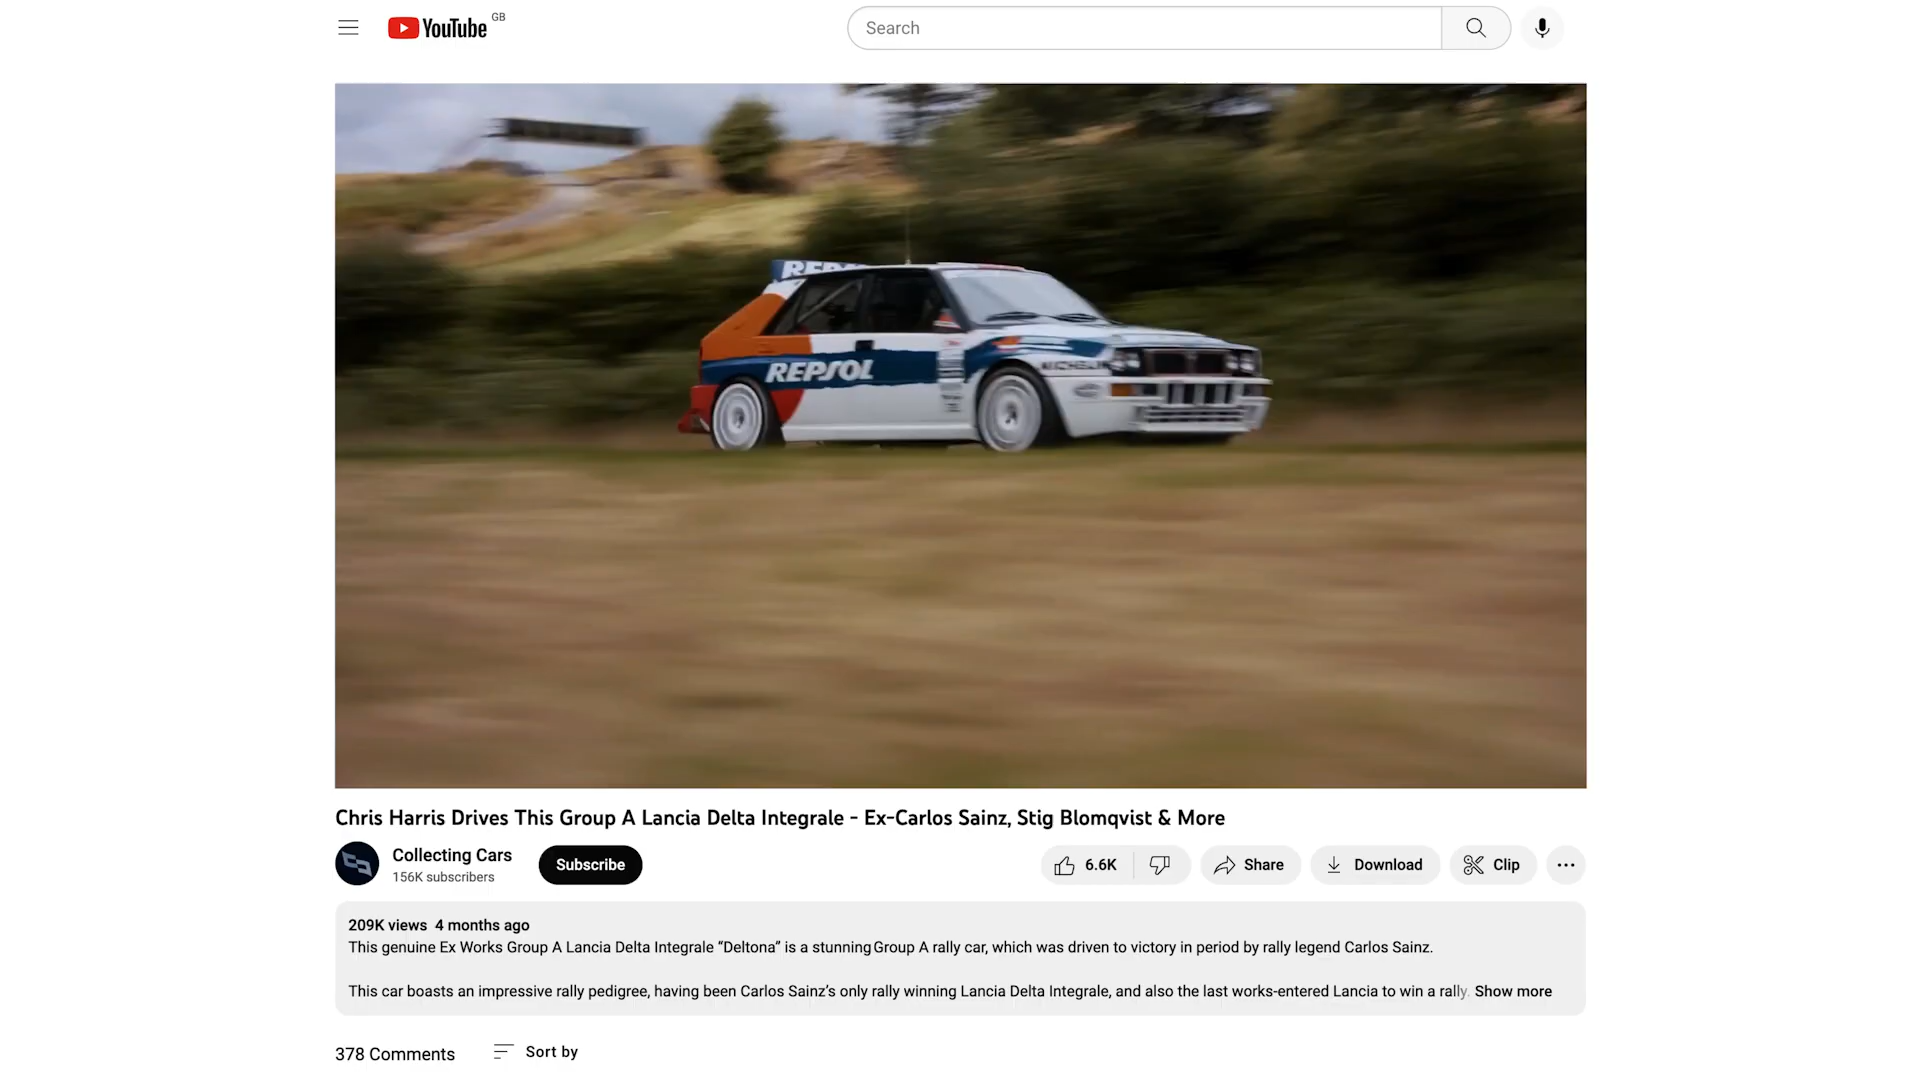 YouTube GB
Search
REPSOL
Chris Harris Drives This Group A Lancia Delta Integrale - Ex-Carlos Sainz, Stig Blomqvist & More
Collecting Cars
156K subscribers
Subscribe
6.6K
Share
Download
Clip
209K views 4 months ago
This genuine Ex Works Group A Lancia Delta Integrale “Deltona” is a stunning Group A rally car, which was driven to victory in period by rally legend Carlos Sainz.
This car boasts an impressive rally pedigree, having been Carlos Sainz’s only rally winning Lancia Delta Integrale, and also the last works-entered Lancia to win a rally. Show more
378 Comments
Sort by